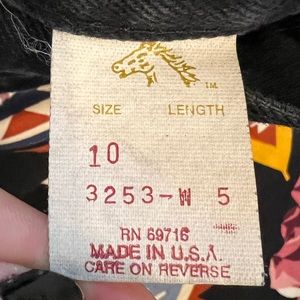 TM
SIZE LENGTH
10
3253-W 5
RN 69716
MADE IN U.S.A.
CARE ON REVERSE